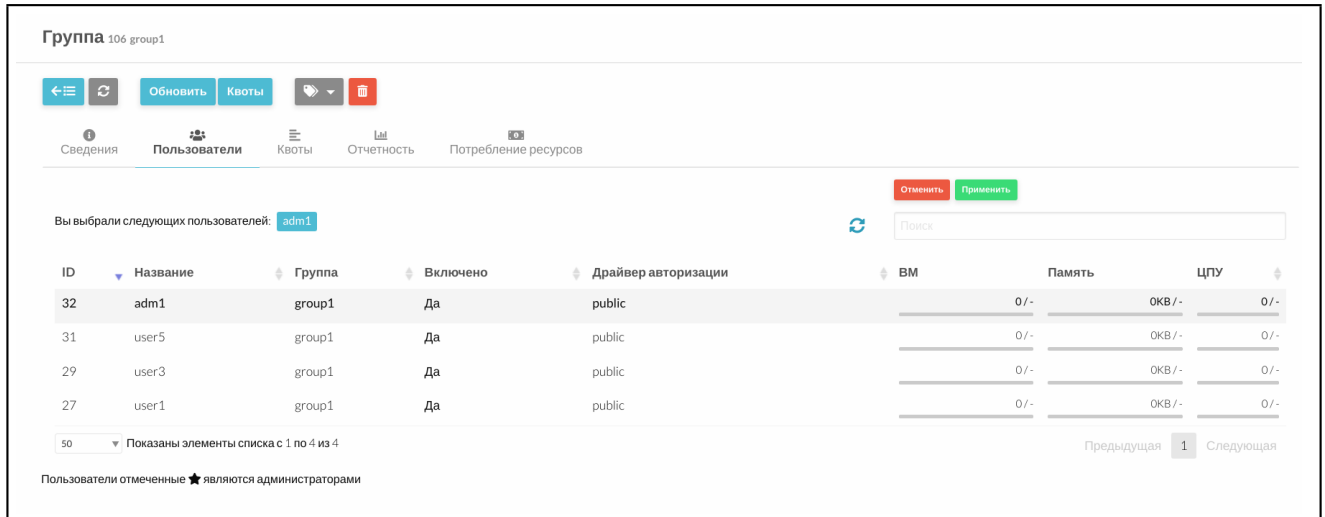 Группа 106 group1
Обновить Квоты
Сведения Пользователи Квоты Отчетность Потребление ресурсов
Отменить Применить
Вы выбрали следующих пользователей: adm1 Поиск
ID Название Группа Включено Драйвер авторизации ВМ Память ЦПУ
32 adm1 group1 Да public 0 / - 0KB / - 0 / -
31 user5 group1 Да public 0 / - 0KB / - 0 / -
29 user3 group1 Да public 0 / - 0KB / - 0 / -
27 user1 group1 Да public 0 / - 0KB / - 0 / -
50 Показаны элементы списка с 1 по 4 из 4 Предыдущая 1 Следующая
Пользователи отмеченные ★ являются администраторами